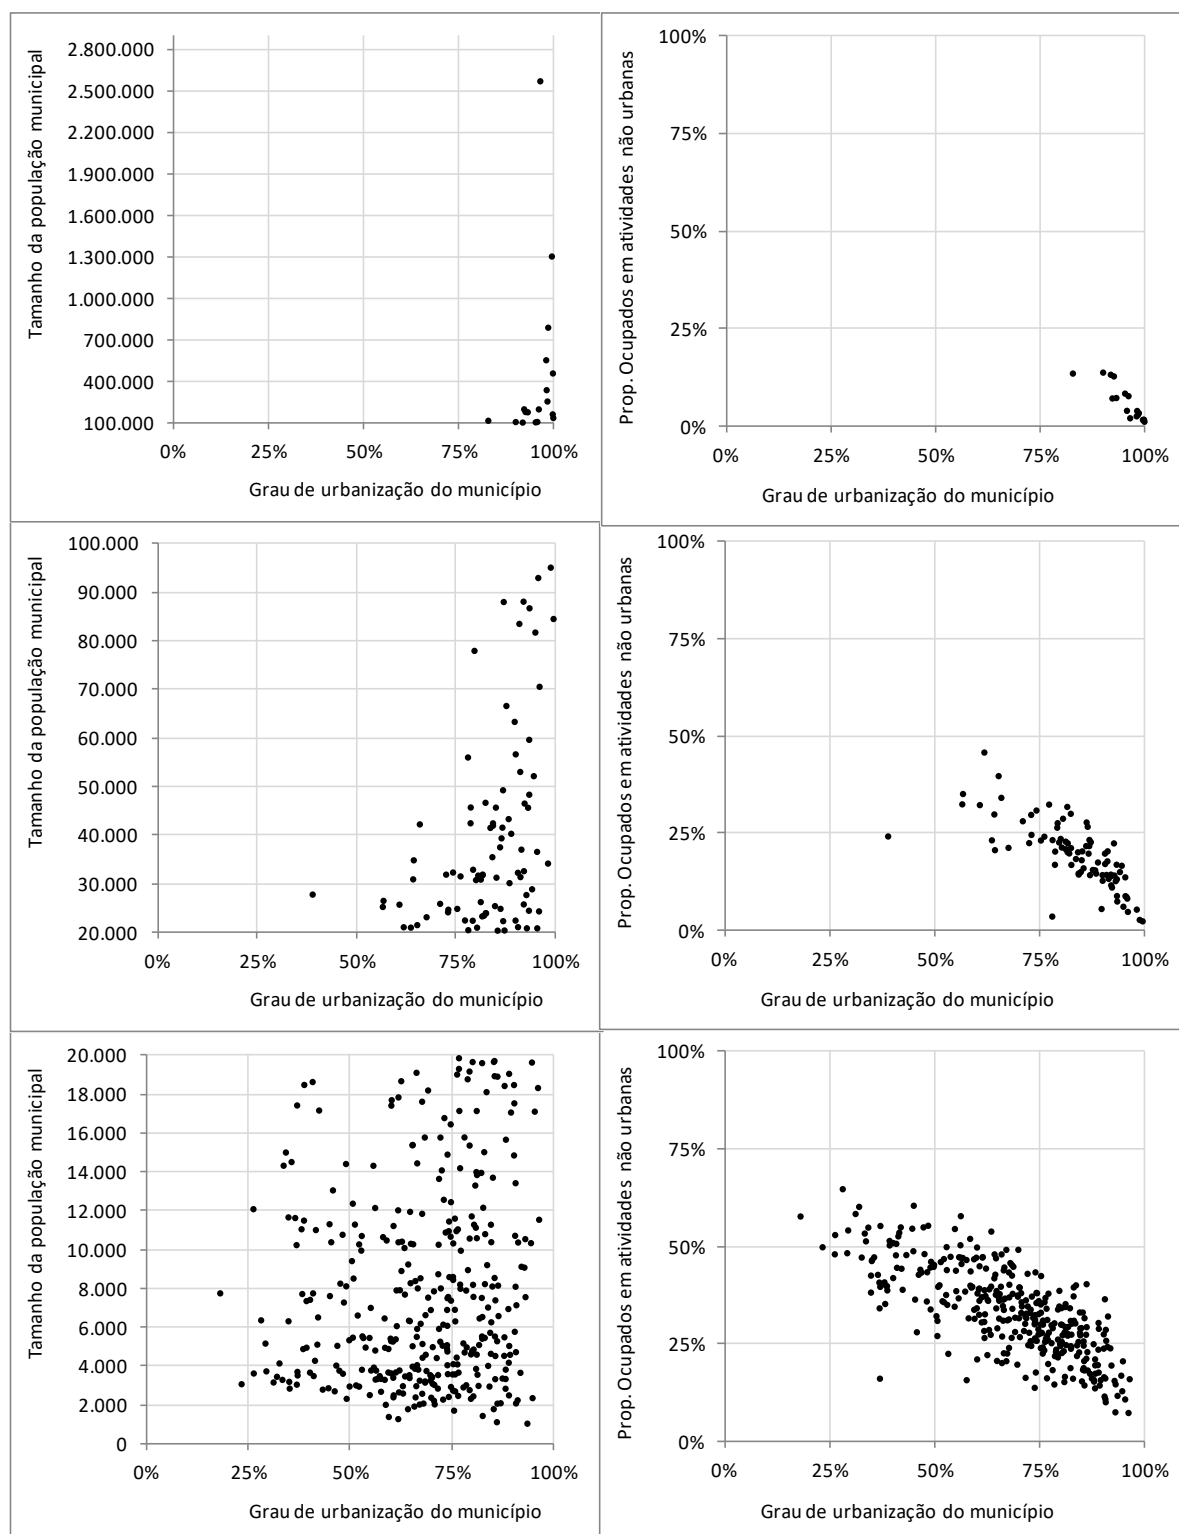 Tamanho da população municipal
2.800.000
2.500.000
2.200.000
1.900.000
1.600.000
1.300.000
1.000.000
700.000
400.000
100.000
0% 25% 50% 75% 100%
Grau de urbanização do município
Prop. Ocupados em atividades não urbanas
100%
75%
50%
25%
0%
0% 25% 50% 75% 100%
Grau de urbanização do município
Tamanho da população municipal
100.000
90.000
80.000
70.000
60.000
50.000
40.000
30.000
20.000
0% 25% 50% 75% 100%
Grau de urbanização do município
Prop. Ocupados em atividades não urbanas
100%
75%
50%
25%
0%
0% 25% 50% 75% 100%
Grau de urbanização do município
Tamanho da população municipal
20.000
18.000
16.000
14.000
12.000
10.000
8.000
6.000
4.000
2.000
0
0% 25% 50% 75% 100%
Grau de urbanização do município
Prop. Ocupados em atividades não urbanas
100%
75%
50%
25%
0%
0% 25% 50% 75% 100%
Grau de urbanização do município